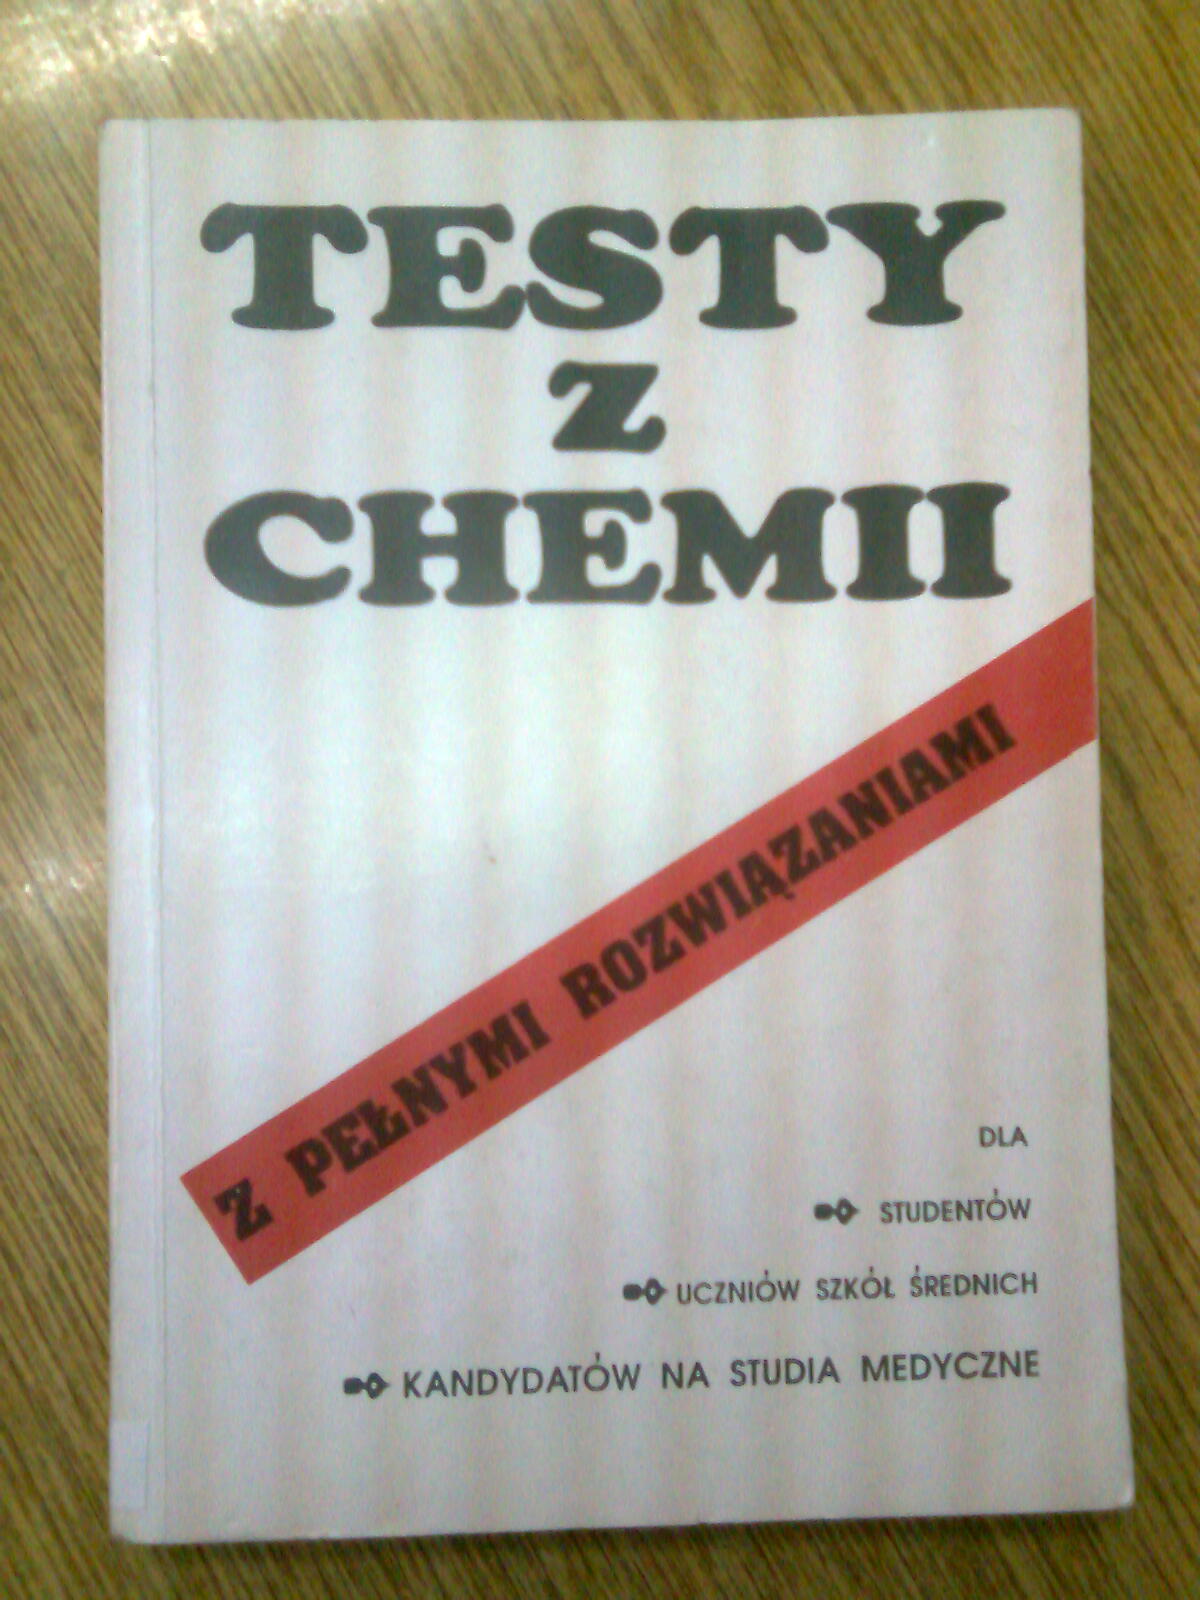 TESTY
Z
CHEMII
Z PEŁNYMI ROZWIĄZANIAMI
DLA
STUDENTÓW
UCZNIÓW SZKÓŁ ŚREDNICH
KANDYDATÓW NA STUDIA MEDYCZNE